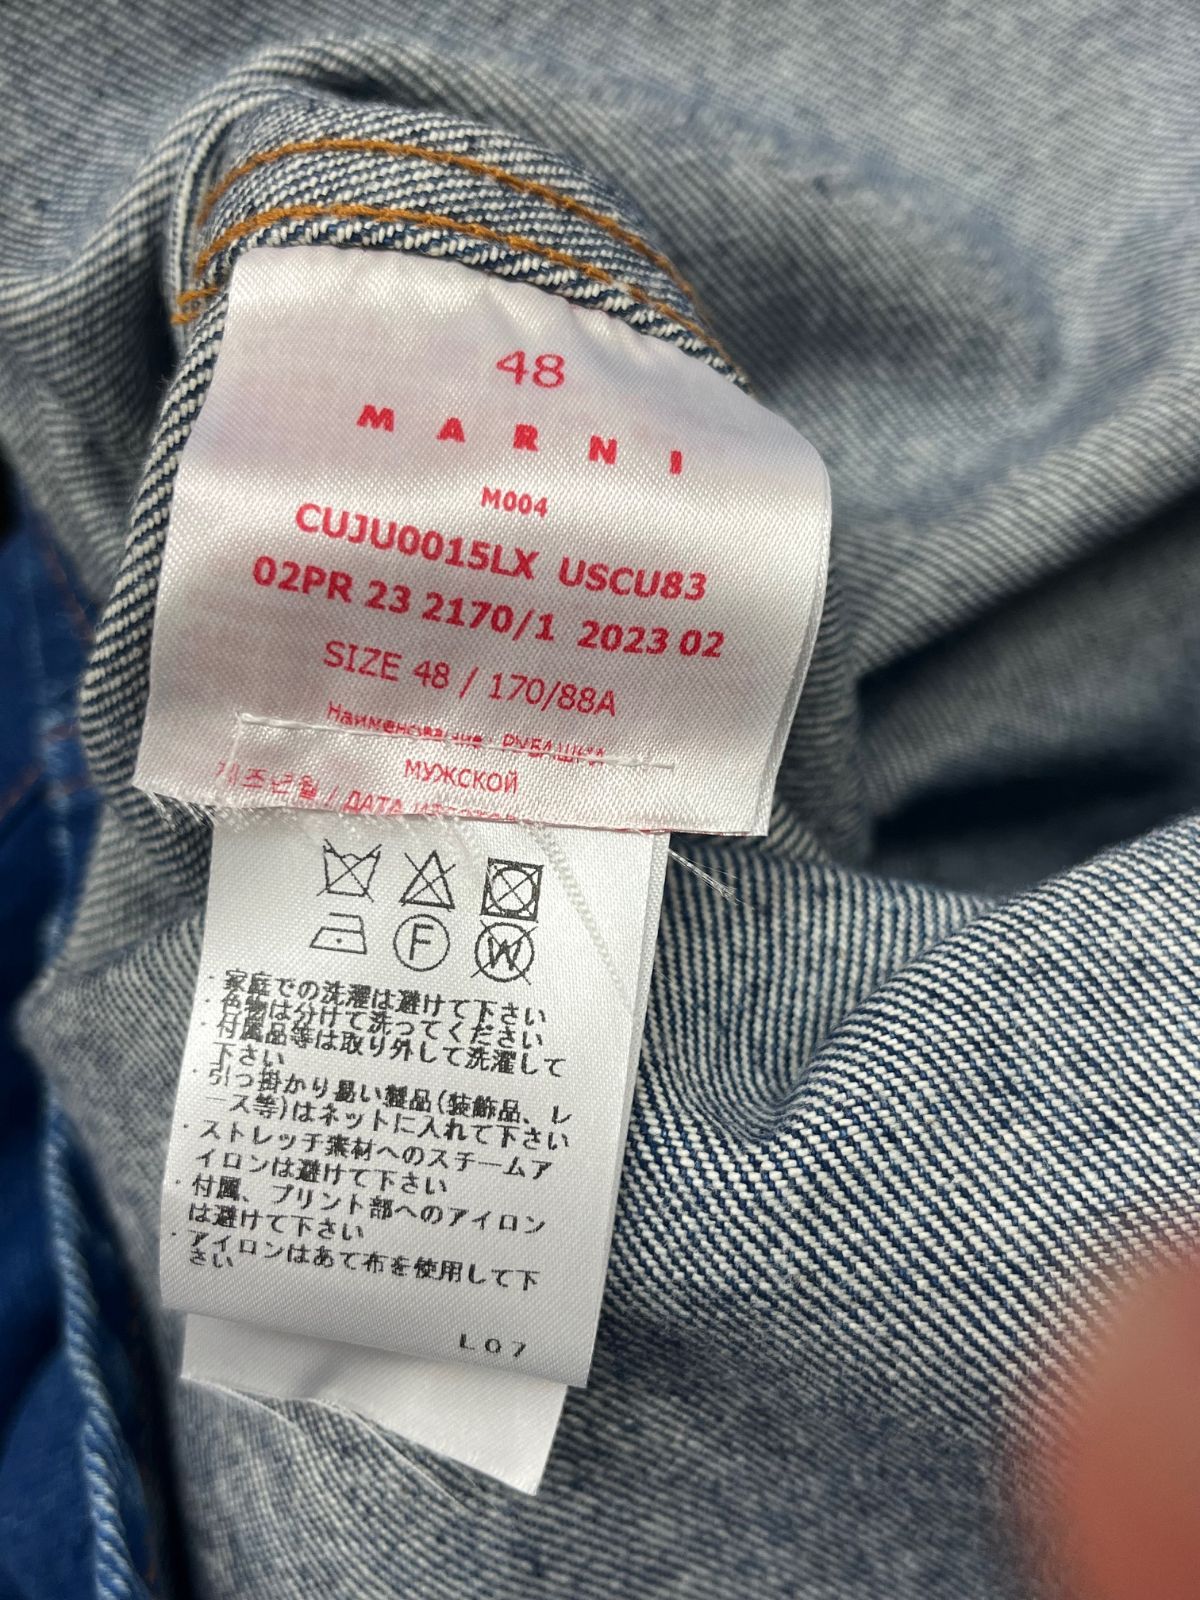 48
MARNI
M004
CUJU0015LX USCU83
02PR 23 2170/1 2023 02
SIZE 48 / 170/88A
Наименование: РУБАШКА
МУЖСКОЙ
제조년월 / ДАТА
F
W
・家庭での洗濯は避けて下さい
・色物は分けて洗ってください
・付属品等は取り外して洗濯して
下さい
・引っ掛かり易い製品(装飾品、レ
ース等)はネットに入れて下さい
・ストレッチ素材へのスチームア
イロンは避けて下さい
・付属、プリント部へのアイロン
は避けて下さい
・アイロンはあて布を使用して下
さい
L07